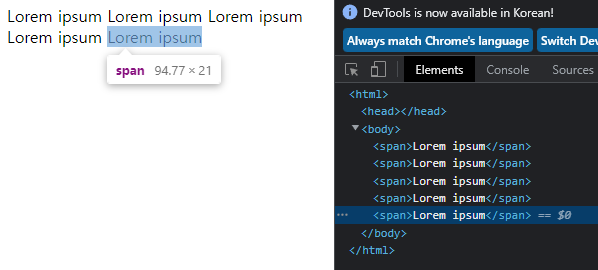 Lorem ipsum Lorem ipsum Lorem ipsum
Lorem ipsum Lorem ipsum
span 94.77 × 21
DevTools is now available in Korean!
Always match Chrome's language Switch Dev
Elements Console Sources
<html>
<head></head>
<body>
<span>Lorem ipsum</span>
<span>Lorem ipsum</span>
<span>Lorem ipsum</span>
<span>Lorem ipsum</span>
<span>Lorem ipsum</span> == $0
</body>
</html>